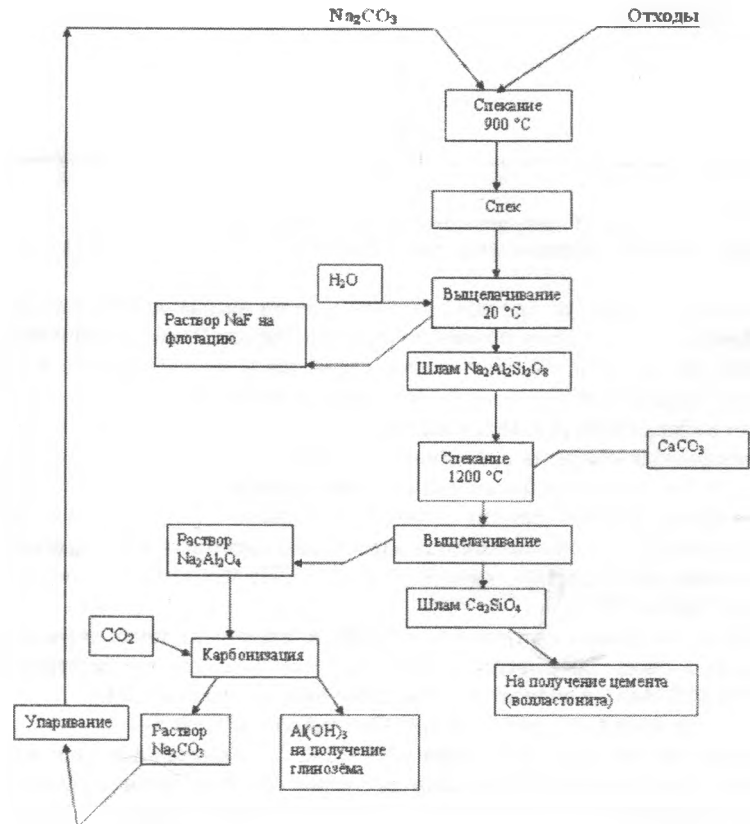 Na₂CO₃
Отходы
Спекание
900 °C
Спек
H₂O
Выщелачивание
20 °C
Раствор NaF на
флотацию
Шлам Na₂Al₂Si₂O₈
CaCO₃
Спекание
1200 °C
Раствор
Na₂Al₂O₄
Выщелачивание
Шлам Ca₂SiO₄
CO₂
Карбонизация
На получение цемента
(волластонита)
Упаривание
Раствор
Na₂CO₃
Al(OH)₃
на получение
глинозёма